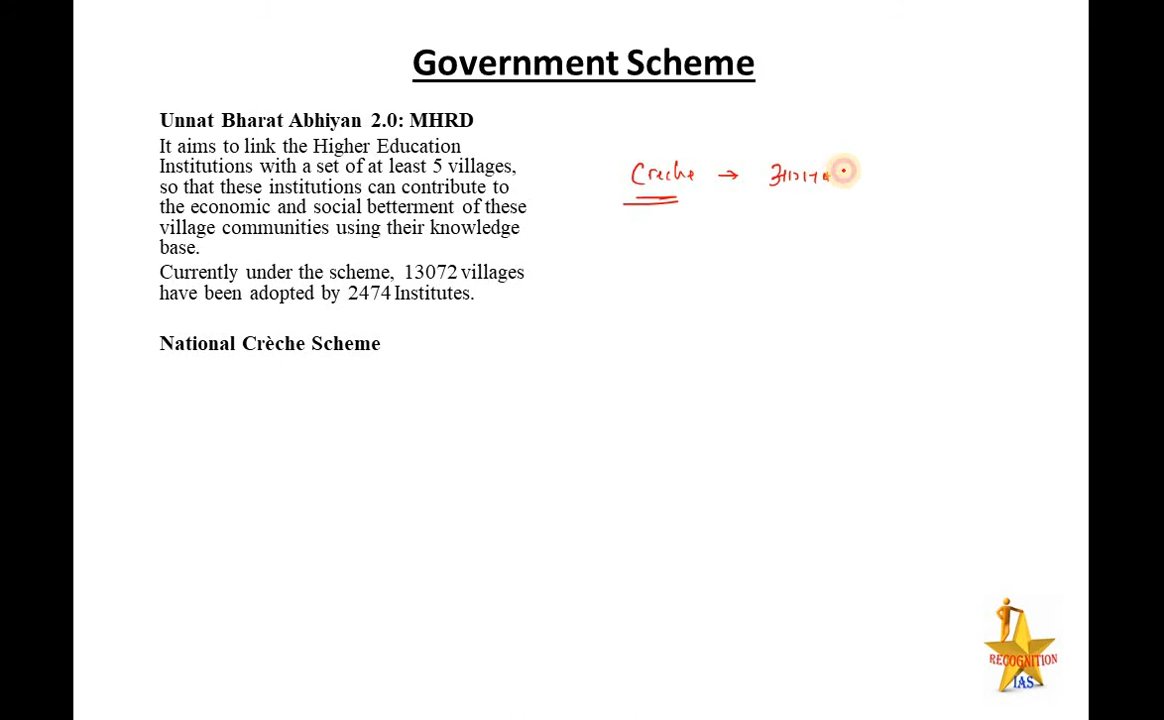 Government Scheme
Unnat Bharat Abhiyan 2.0: MHRD
It aims to link the Higher Education
Institutions with a set of at least 5 villages,
so that these institutions can contribute to
the economic and social betterment of these
village communities using their knowledge
base.
Currently under the scheme, 13072 villages
have been adopted by 2474 Institutes.
National Crèche Scheme
Creche →
RECOGNITION
IAS